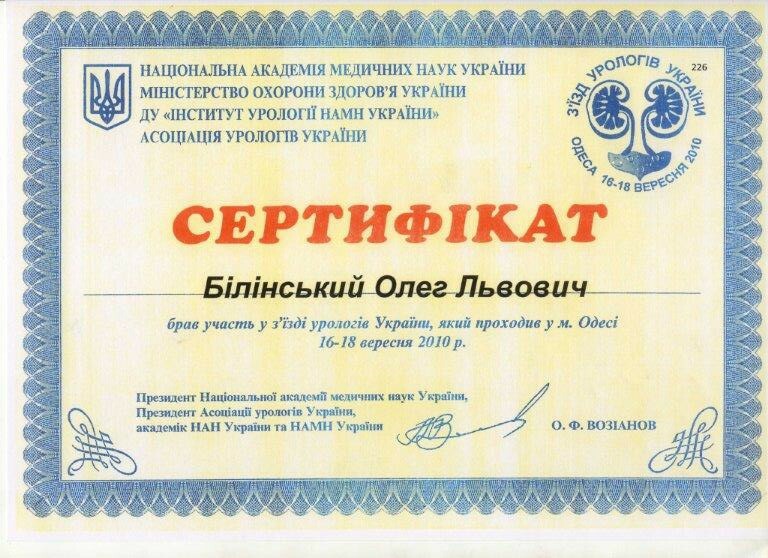 НАЦІОНАЛЬНА АКАДЕМІЯ МЕДИЧНИХ НАУК УКРАЇНИ
МІНІСТЕРСТВО ОХОРОНИ ЗДОРОВ'Я УКРАЇНИ
ДУ «ІНСТИТУТ УРОЛОГІЇ НАМН УКРАЇНИ»
АСОЦІАЦІЯ УРОЛОГІВ УКРАЇНИ
З'ЇЗД УРОЛОГІВ УКРАЇНИ
226
ОДЕСА 16-18 ВЕРЕСНЯ 2010
СЕРТИФІКАТ
Білінський Олег Львович
брав участь у з'їзді урологів України, який проходив у м. Одесі
16-18 вересня 2010 р.
Президент Національної академії медичних наук України,
Президент Асоціації урологів України,
академік НАН України та НАМН України
О. Ф. ВОЗІАНОВ